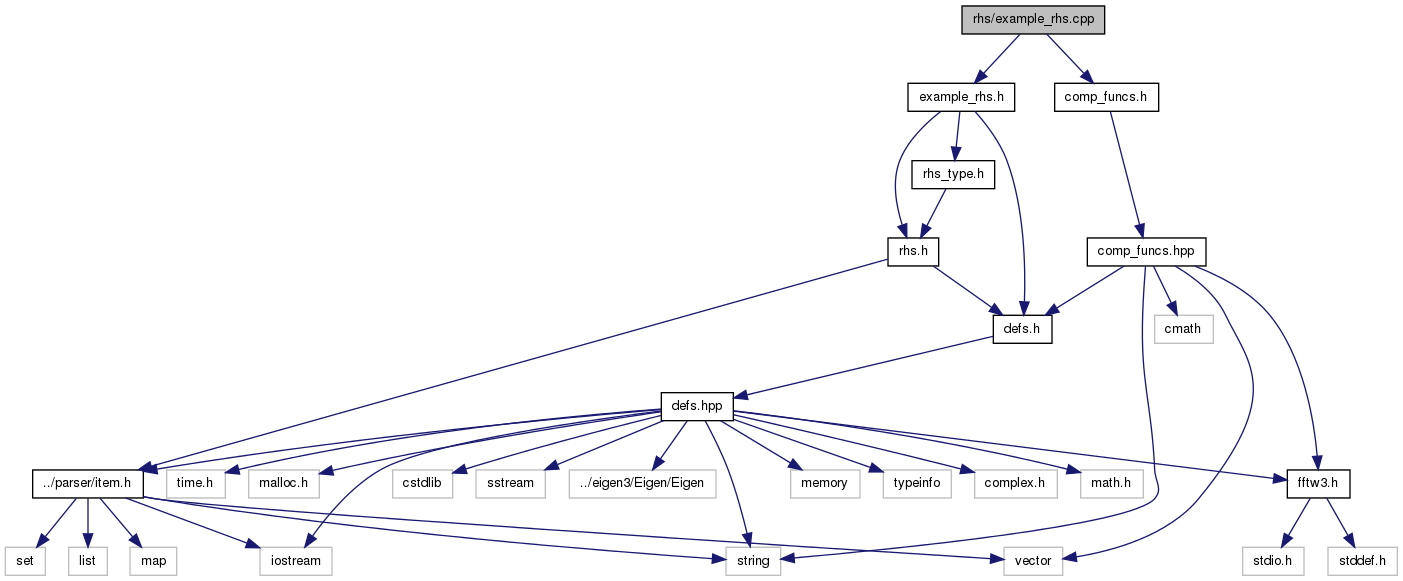 rhs/example_rhs.cpp
example_rhs.h
comp_funcs.h
rhs_type.h
rhs.h
comp_funcs.hpp
defs.h
cmath
defs.hpp
../parser/item.h
time.h
malloc.h
cstdlib
sstream
../eigen3/Eigen/Eigen
memory
typeinfo
complex.h
math.h
fftw3.h
set
list
map
iostream
string
vector
stdio.h
stddef.h